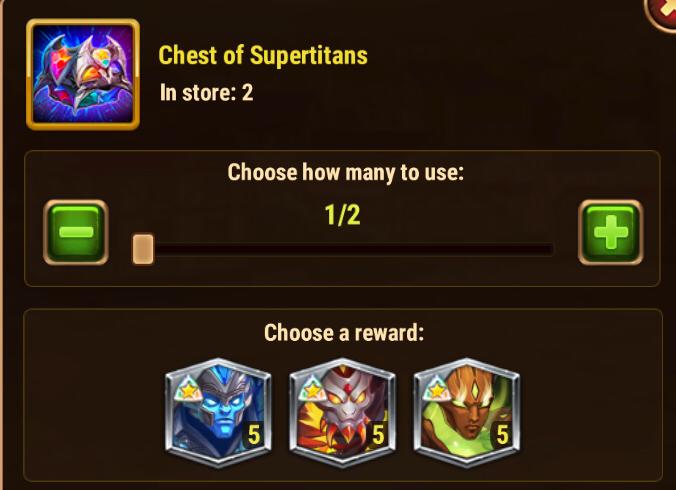 Chest of Supertitans
In store: 2
Choose how many to use:
1/2
Choose a reward:
5 5 5